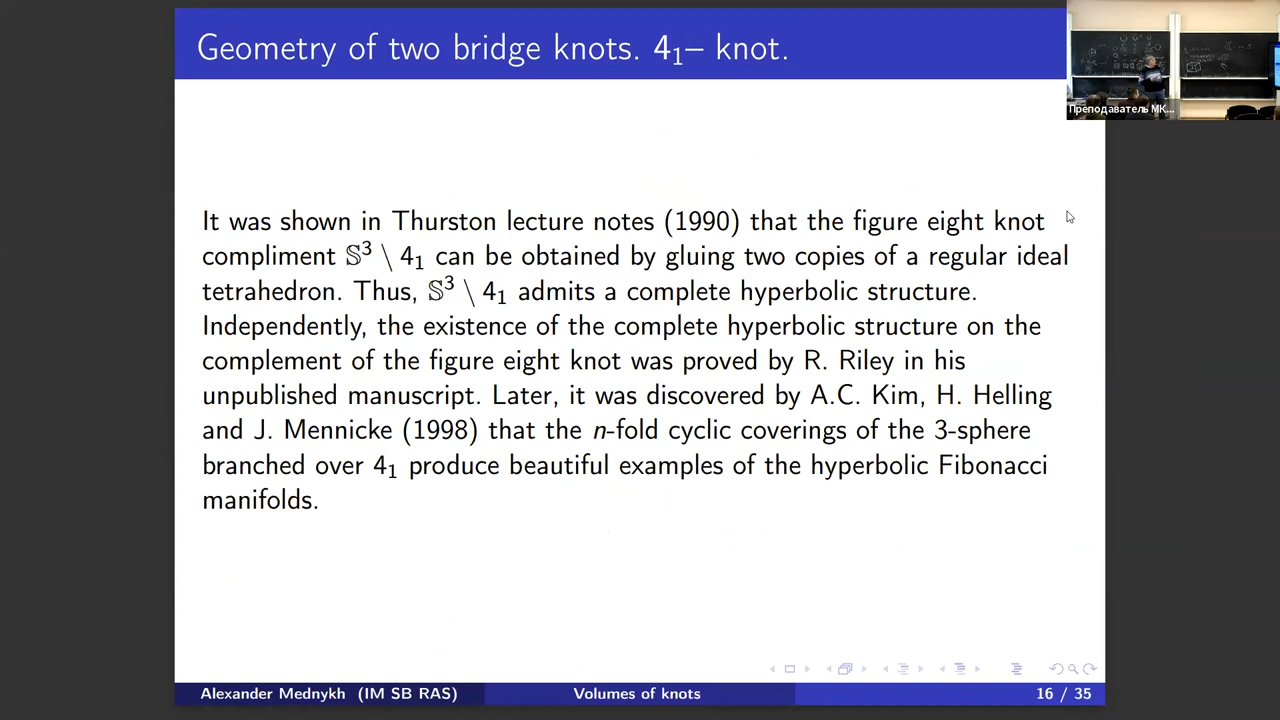 Geometry of two bridge knots. 4₁– knot.
Преподаватель МК...
It was shown in Thurston lecture notes (1990) that the figure eight knot
compliment 𝕊³ \ 4₁ can be obtained by gluing two copies of a regular ideal
tetrahedron. Thus, 𝕊³ \ 4₁ admits a complete hyperbolic structure.
Independently, the existence of the complete hyperbolic structure on the
complement of the figure eight knot was proved by R. Riley in his
unpublished manuscript. Later, it was discovered by A.C. Kim, H. Helling
and J. Mennicke (1998) that the n-fold cyclic coverings of the 3-sphere
branched over 4₁ produce beautiful examples of the hyperbolic Fibonacci
manifolds.
Alexander Mednykh (IM SB RAS) Volumes of knots 16 / 35